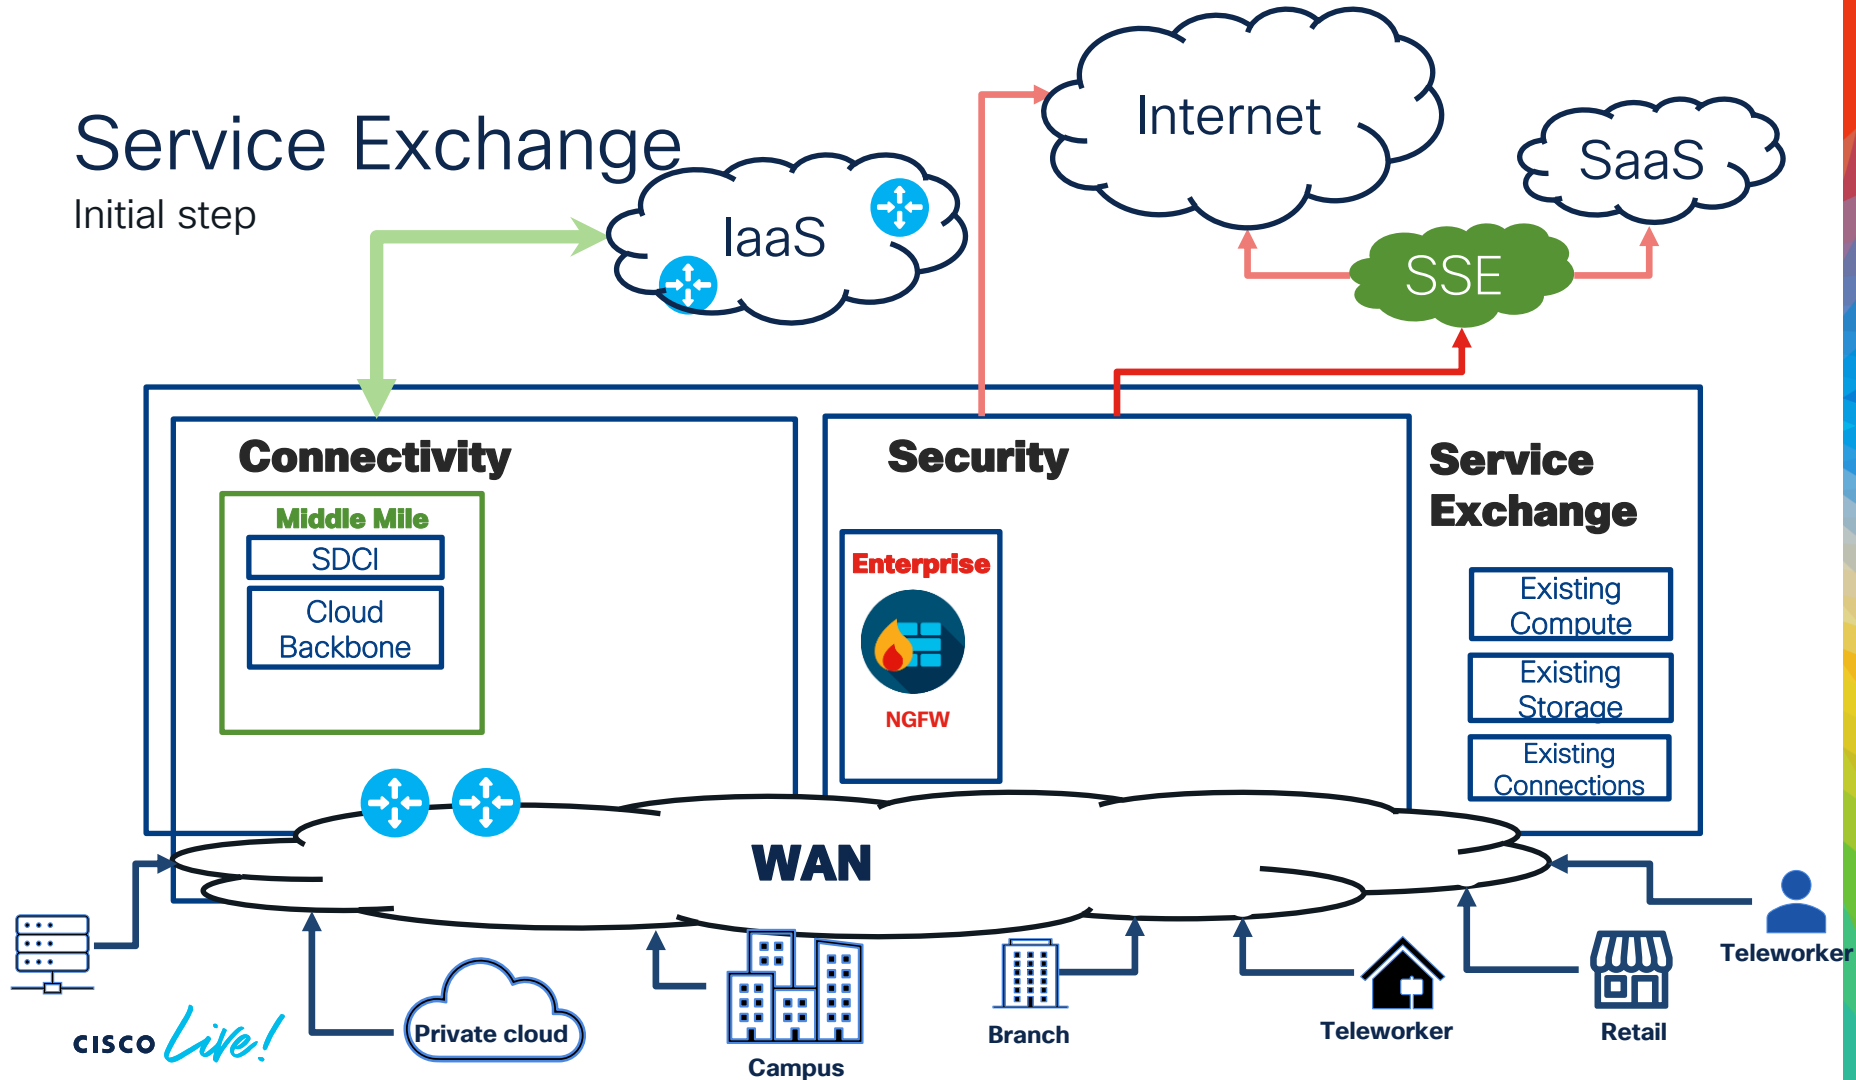 Service Exchange
Initial step
Internet
SaaS
IaaS
SSE
Connectivity
Middle Mile
SDCI
Cloud
Backbone
Security
Enterprise
NGFW
Service
Exchange
Existing
Compute
Existing
Storage
Existing
Connections
WAN
Private cloud
Campus
Branch
Teleworker
Retail
Teleworker
CISCO Live!